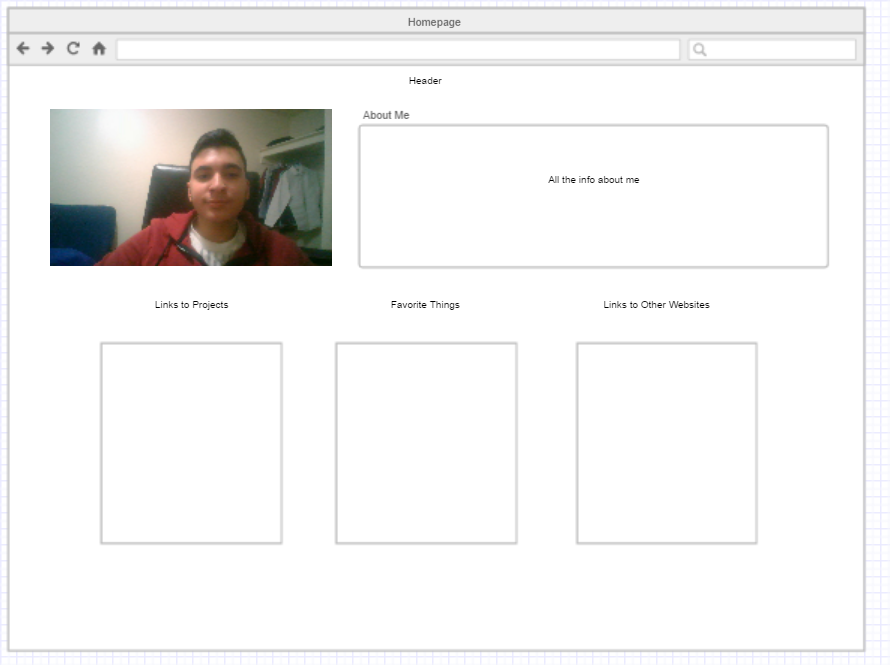 Homepage
Header
About Me
All the info about me
Links to Projects
Favorite Things
Links to Other Websites